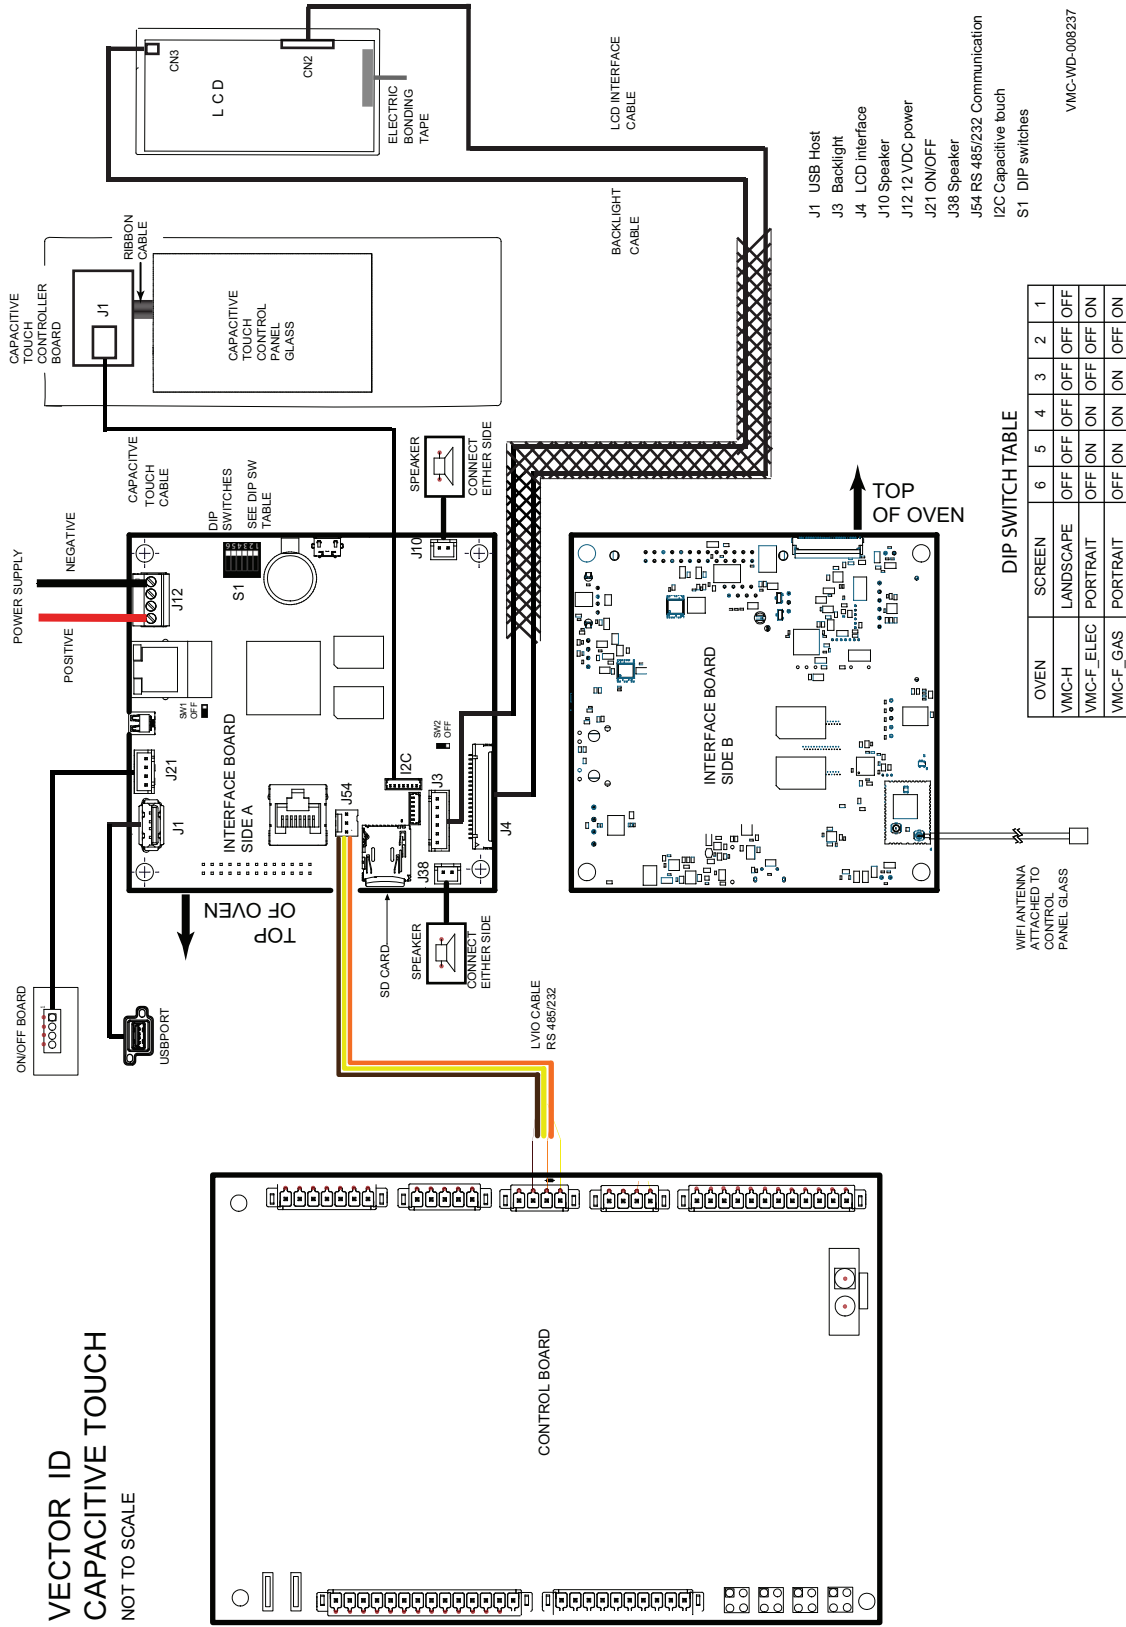 VECTOR ID
CAPACITIVE TOUCH
NOT TO SCALE
CONTROL BOARD
ON/OFF BOARD
USBPORT
LVIO CABLE
RS 485/232
POWER SUPPLY
POSITIVE
NEGATIVE
TOP
OF OVEN
INTERFACE BOARD
SIDE A
J1
J21
J12
SW1
OFF
S1
DIP
SWITCHES
SEE DIP SW
TABLE
123456
J54
I2C
J3
SW2
OFF
J4
J38
J10
SD CARD
SPEAKER
CONNECT
EITHER SIDE
SPEAKER
CONNECT
EITHER SIDE
CAPACITVE
TOUCH
CABLE
CAPACITIVE
TOUCH
CONTROLLER
BOARD
J1
RIBBON
CABLE
CAPACITIVE
TOUCH
CONTROL
PANEL
GLASS
LCD
CN3
CN2
ELECTRIC
BONDING
TAPE
BACKLIGHT
CABLE
LCD INTERFACE
CABLE
INTERFACE BOARD
SIDE B
TOP
OF OVEN
WIFI ANTENNA
ATTACHED TO
CONTROL
PANEL GLASS
J1 USB Host
J3 Backlight
J4 LCD interface
J10 Speaker
J12 12 VDC power
J21 ON/OFF
J38 Speaker
J54 RS 485/232 Communication
I2C Capacitive touch
S1 DIP switches
DIP SWITCH TABLE
OVEN SCREEN 6 5 4 3 2 1
VMC-H LANDSCAPE OFF OFF OFF OFF OFF OFF
VMC-F_ELEC PORTRAIT OFF ON ON OFF OFF ON
VMC-F_GAS PORTRAIT OFF ON ON ON OFF ON
VMC-WD-008237